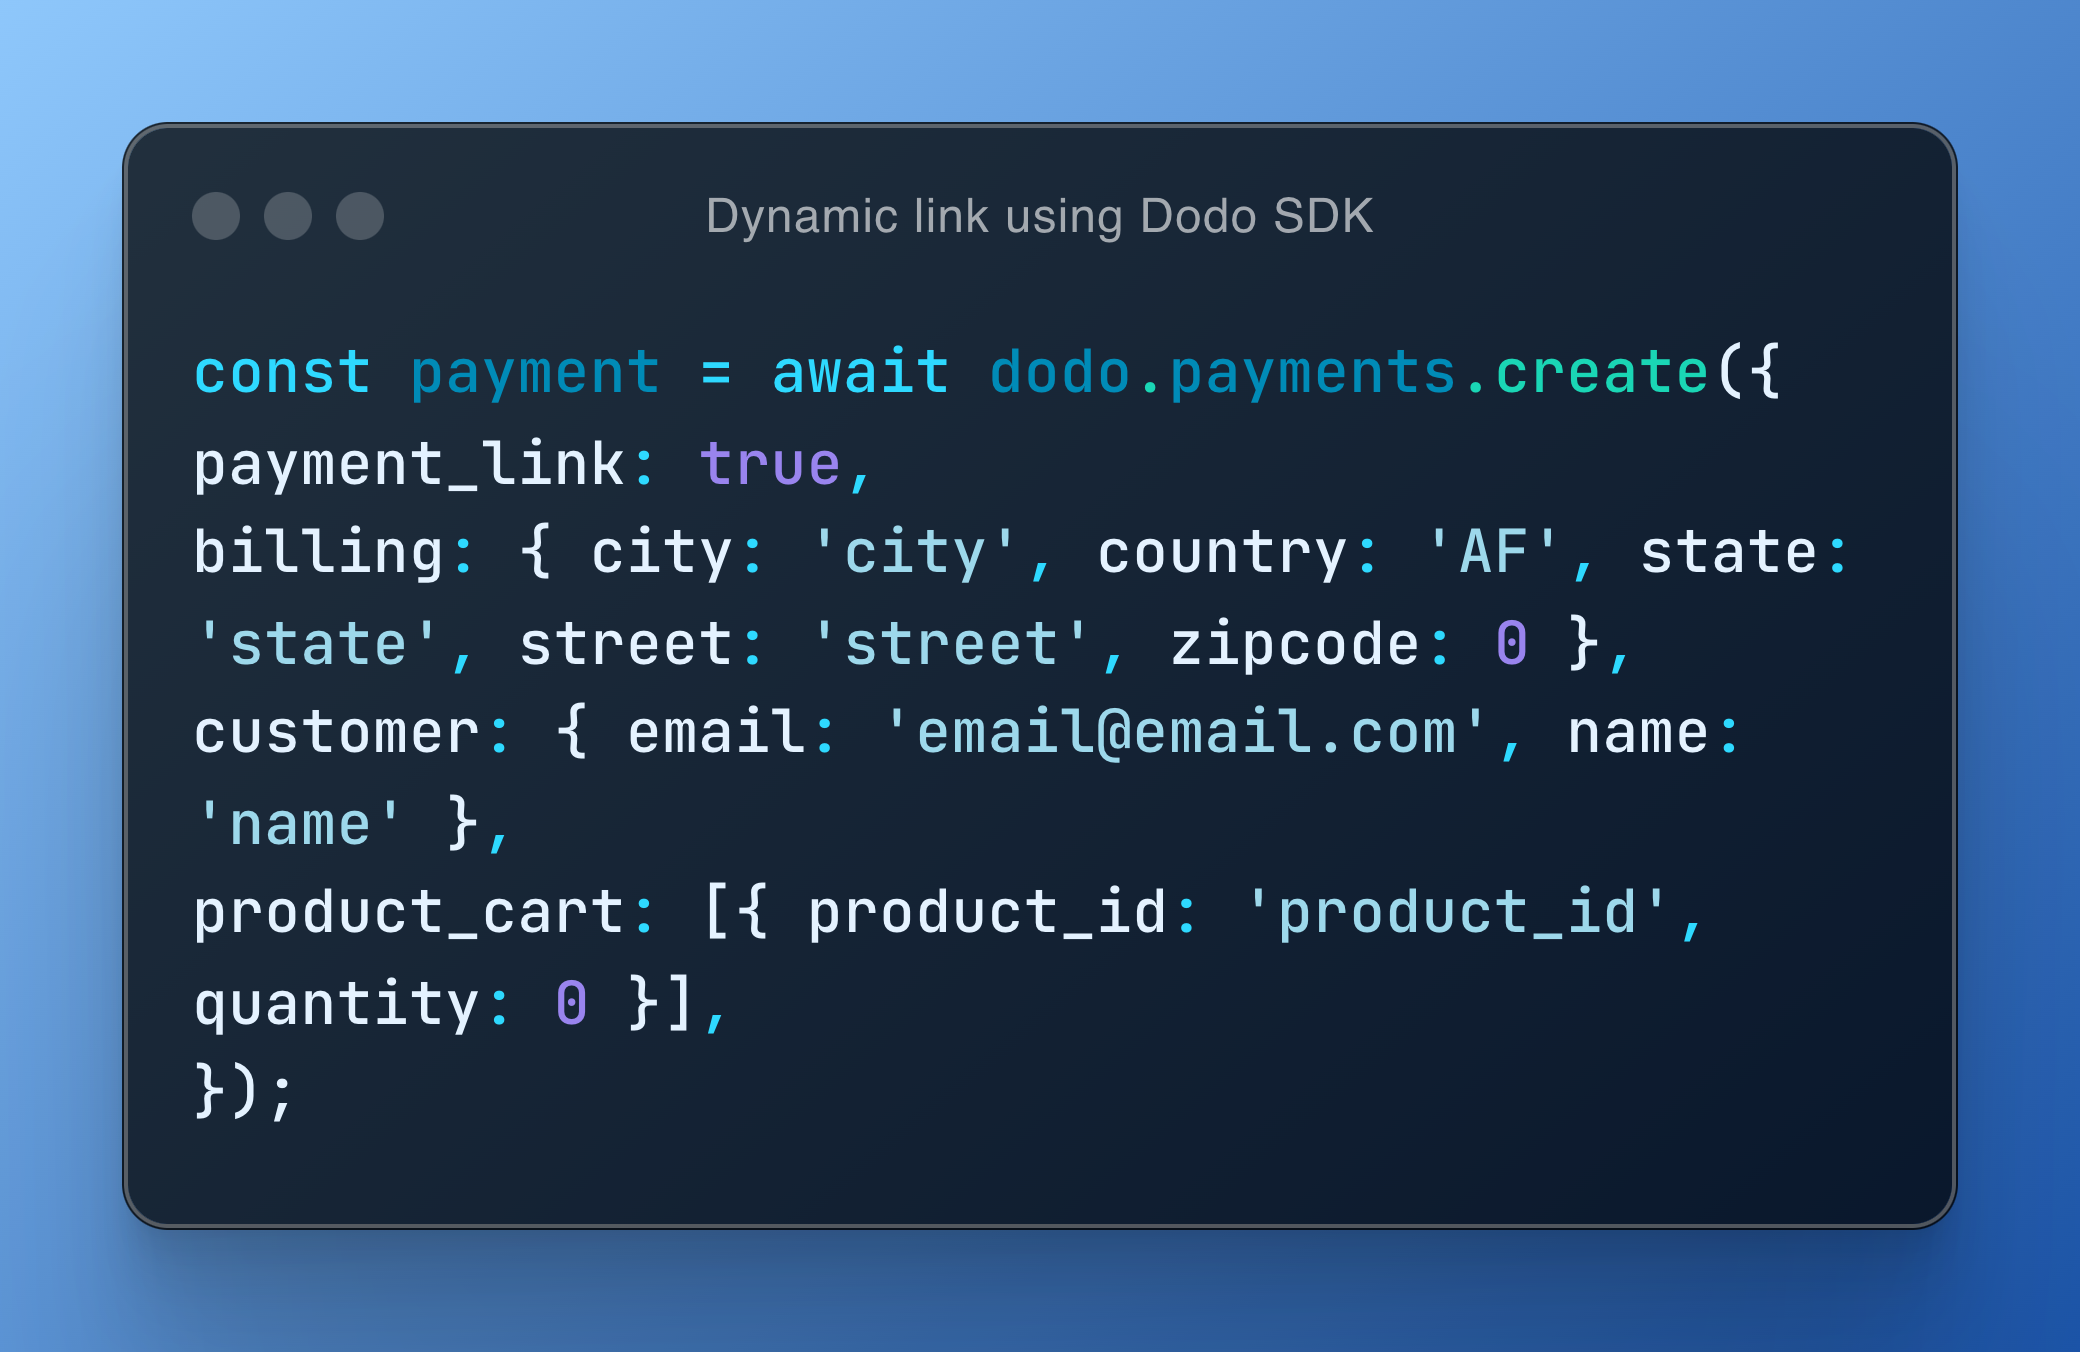 Dynamic link using Dodo SDK
const payment = await dodo.payments.create({
payment_link: true,
billing: { city: 'city', country: 'AF', state:
'state', street: 'street', zipcode: 0 },
customer: { email: 'email@email.com', name:
'name' },
product_cart: [{ product_id: 'product_id',
quantity: 0 }],
});